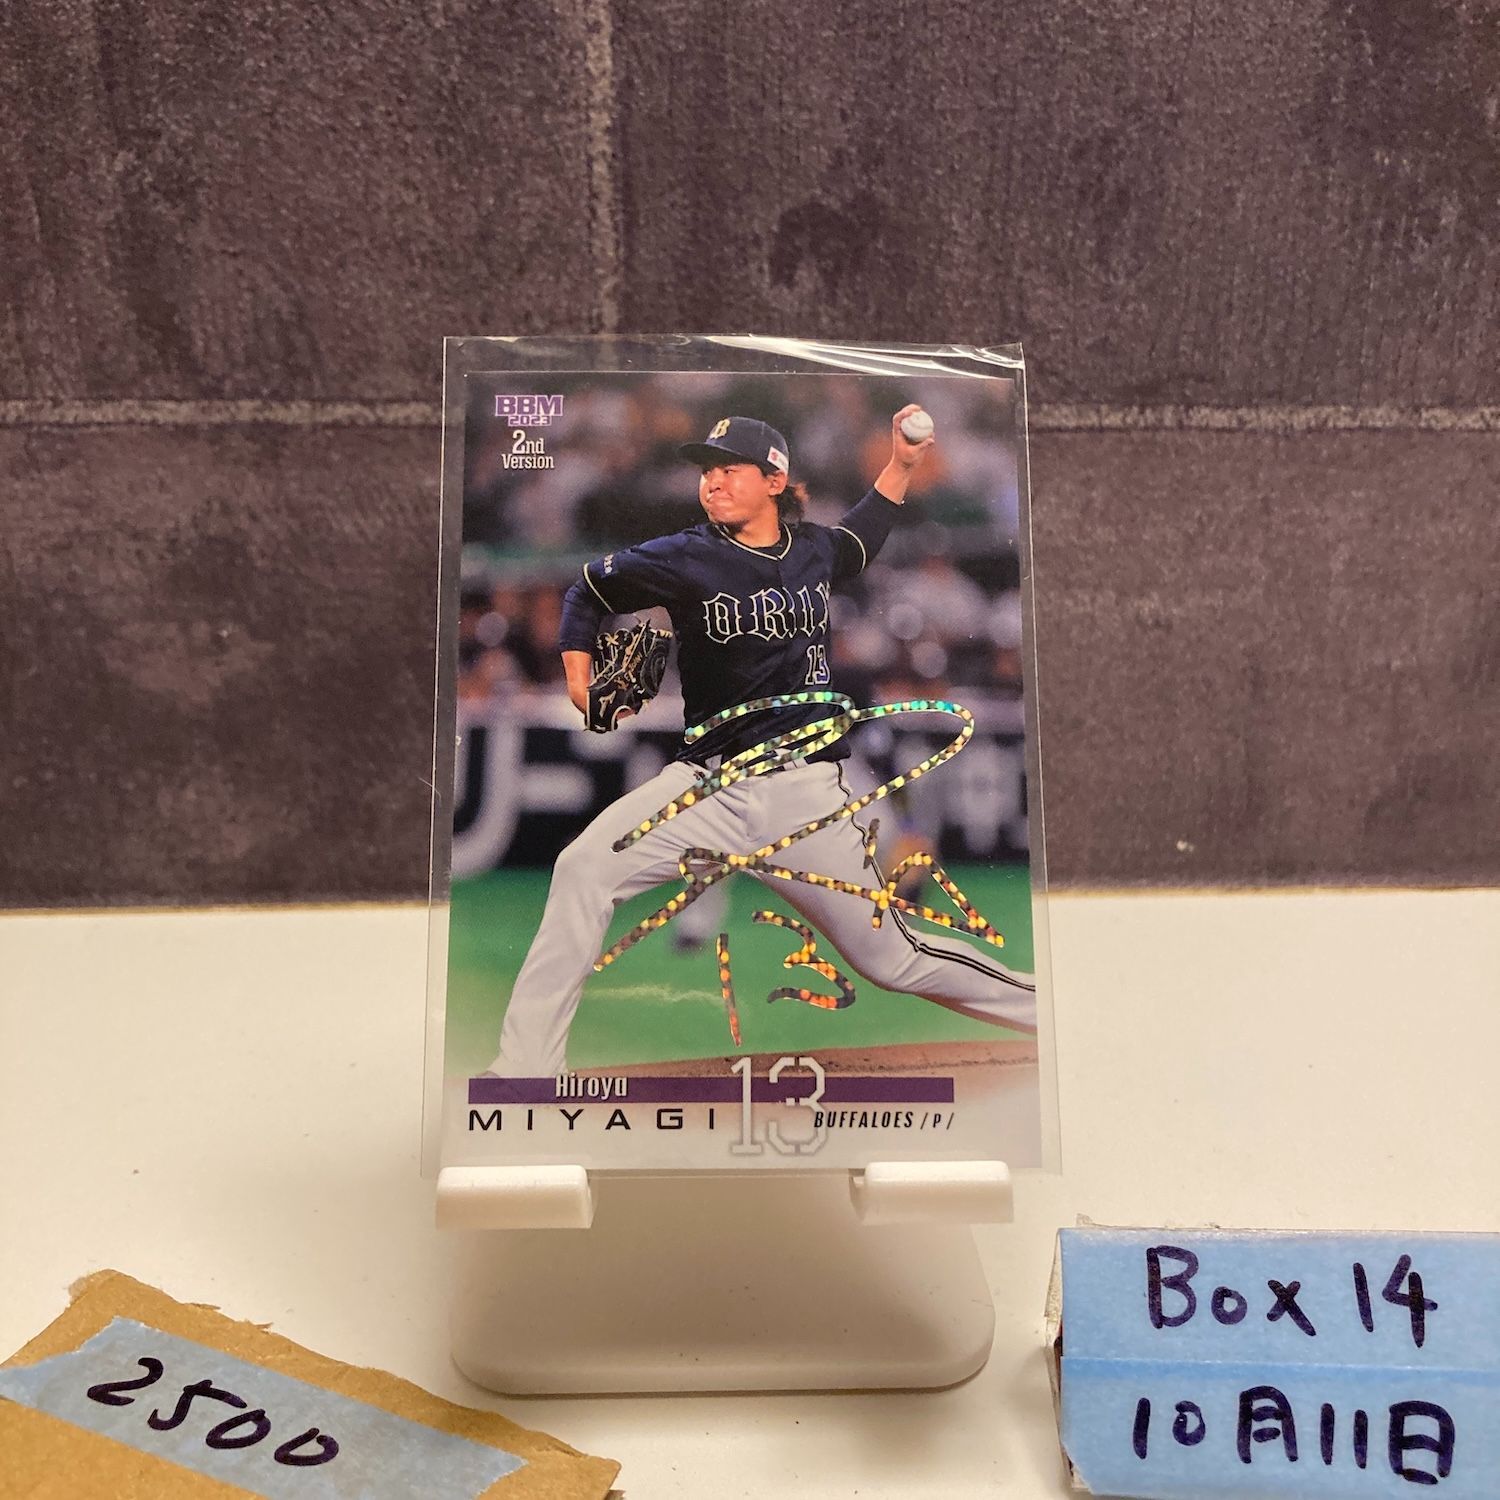 BBM
2023
2nd
Version
B
ORIX
13
13
Hiroya
MIYAGI
13
BUFFALOES / P /
2500
Box 14
10月11日